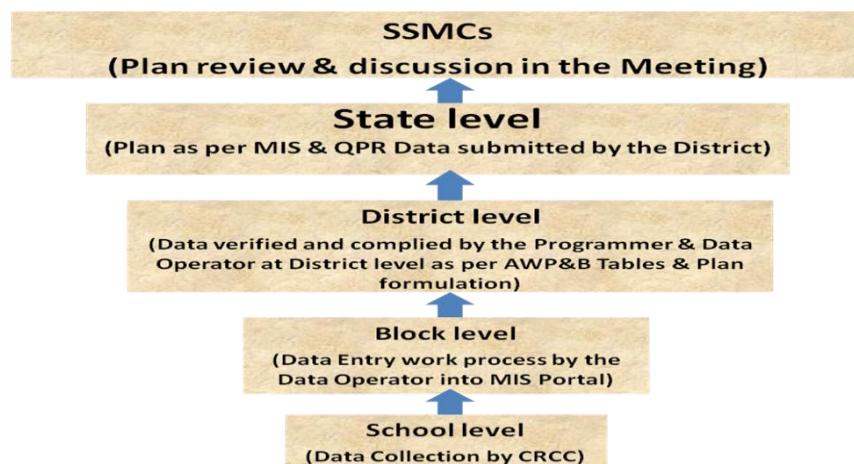 SSMCs
(Plan review & discussion in the Meeting)
State level
(Plan as per MIS & QPR Data submitted by the District)
District level
(Data verified and complied by the Programmer & Data
Operator at District level as per AWP&B Tables & Plan
formulation)
Block level
(Data Entry work process by the
Data Operator into MIS Portal)
School level
(Data Collection by CRCC)